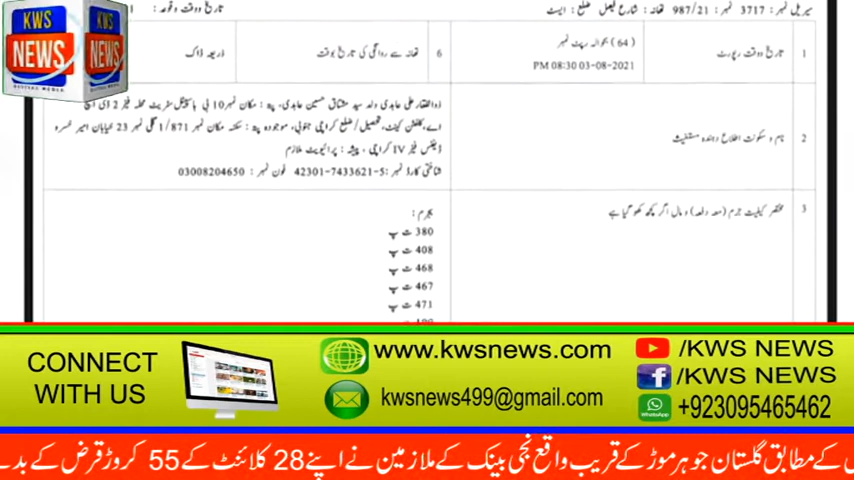 KWS
NEWS
KWS
NEWS
سیریل نمبر : 3717 نمبر : 987/21 تھانہ : شارع فیصل ضلع : ایسٹ
تاریخ و وقت وقوعہ :
1
تاریخ و وقت رپورٹ
(64) بحوالہ رپٹ نمبر
PM 08:30 03-08-2021
6
تھانہ سے روانگی کی تاریخ بوقت
ذریعہ ڈاک
2
نام و سکونت اطلاع دہندہ مستغیث
ذوالفقار علی عابدی ولد سید مشتاق حسین عابدی، پتہ : مکان نمبر 10 بی ہاسپیٹل سٹریٹ محلہ فیز 2 ڈی ایچ
اے، کلفٹن کینٹ، تحصیل / ضلع کراچی جنوبی، موجودہ پتہ : سکنہ مکان نمبر 1/871 گلی نمبر 23 خیابان امیر خسرو
ڈیفنس فیز IV کراچی ، پیشہ : پرائیویٹ ملازم
شناختی کارڈ نمبر :5-7433621-42301 فون نمبر : 03008204650
3
مختصر کیفیت جرم (معہ دفعہ) و مال اگر کچھ کھو گیا ہے
بجرم :
380 ت پ
408 ت پ
468 ت پ
467 ت پ
471 ت پ
CONNECT
WITH US
www.kwsnews.com
kwsnews499@gmail.com
/KWS NEWS
/KWS NEWS
WhatsApp
+923095465462
کے مطابق گلستان جوہر موڑ کے قریب واقع نجی بینک کے ملازمین نے اپنے 28 کلائنٹ کے 55 کروڑ قرض کے بدلے